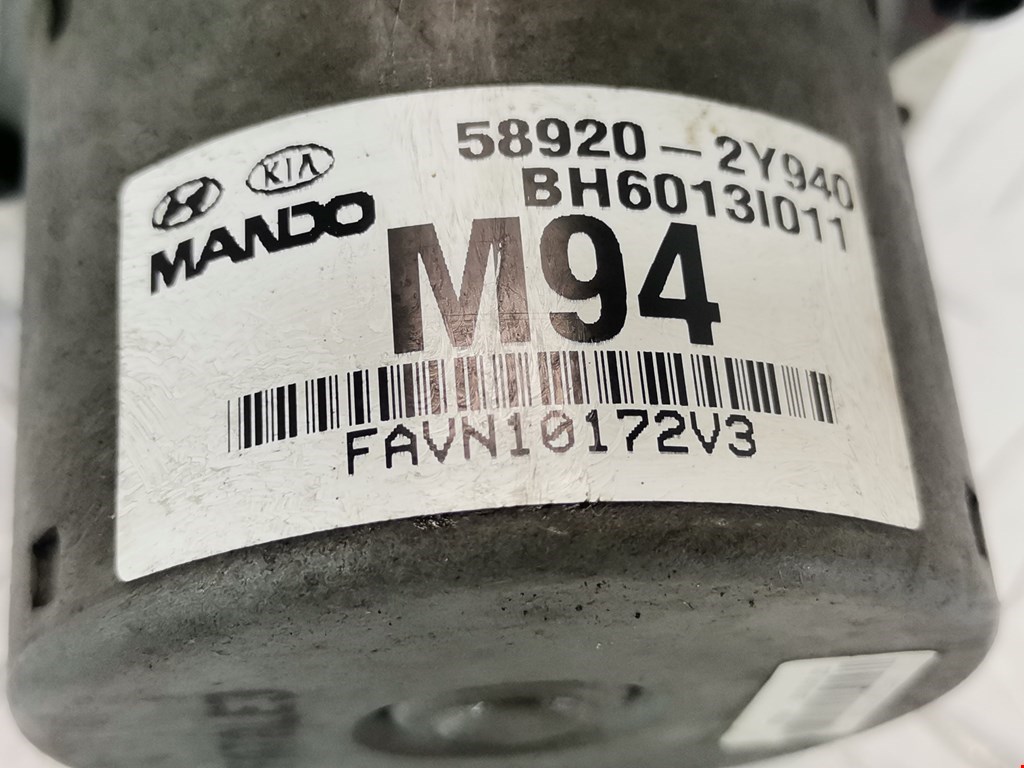 KIA
58920-2Y940
MANDO
BH6013I011
M94
FAVN10172V3